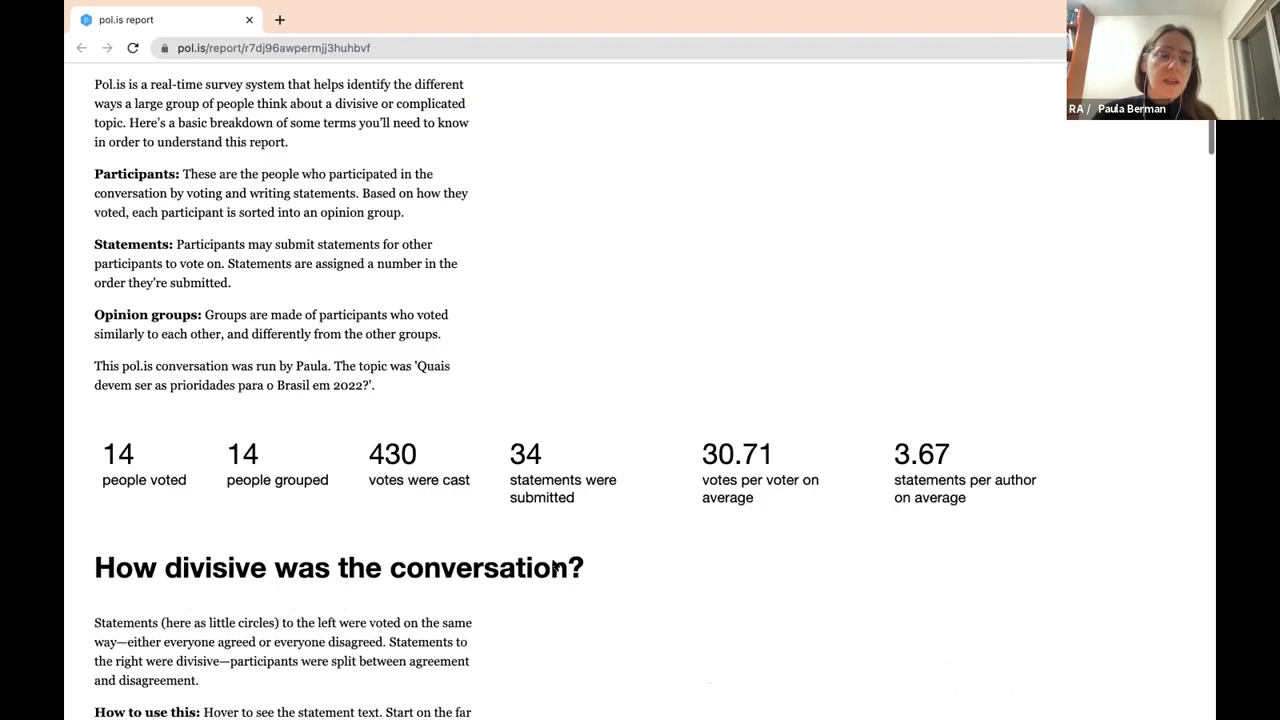 pol.is report
pol.is/report/r7dj96awpermjj3huhbvf
RA / Paula Berman
Pol.is is a real-time survey system that helps identify the different
ways a large group of people think about a divisive or complicated
topic. Here's a basic breakdown of some terms you'll need to know
in order to understand this report.
Participants: These are the people who participated in the
conversation by voting and writing statements. Based on how they
voted, each participant is sorted into an opinion group.
Statements: Participants may submit statements for other
participants to vote on. Statements are assigned a number in the
order they're submitted.
Opinion groups: Groups are made of participants who voted
similarly to each other, and differently from the other groups.
This pol.is conversation was run by Paula. The topic was 'Quais
devem ser as prioridades para o Brasil em 2022?'.
14
people voted
14
people grouped
430
votes were cast
34
statements were
submitted
30.71
votes per voter on
average
3.67
statements per author
on average
How divisive was the conversation?
Statements (here as little circles) to the left were voted on the same
way—either everyone agreed or everyone disagreed. Statements to
the right were divisive—participants were split between agreement
and disagreement.
How to use this: Hover to see the statement text. Start on the far